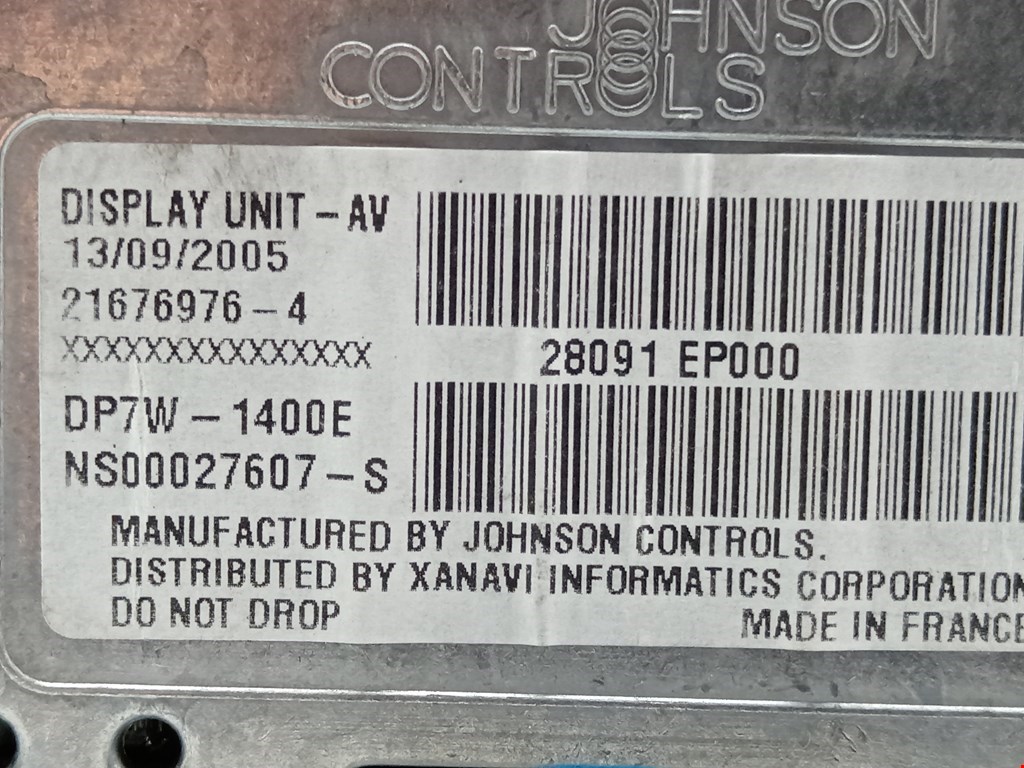 JOHNSON
CONTROLS
DISPLAY UNIT - AV
13/09/2005
21676976-4
XXXXXXXXXXXXXXXX
28091 EP000
DP7W - 1400E
NS00027607-S
MANUFACTURED BY JOHNSON CONTROLS.
DISTRIBUTED BY XANAVI INFORMATICS CORPORATION
DO NOT DROP
MADE IN FRANCE